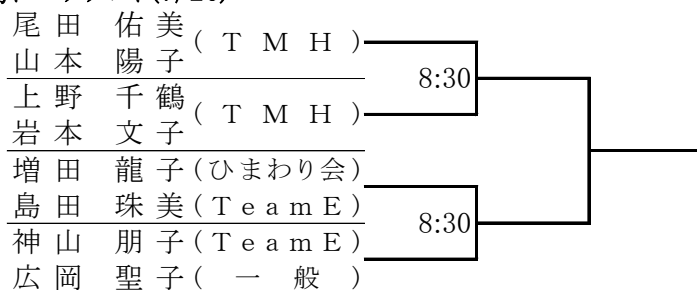 尾田 佑美(TMH)
山本 陽子
8:30
上野 千鶴(TMH)
岩本 文子
増田 龍子(ひまわり会)
島田 珠美(TeamE)
8:30
神山 朋子(TeamE)
広岡 聖子(一般)